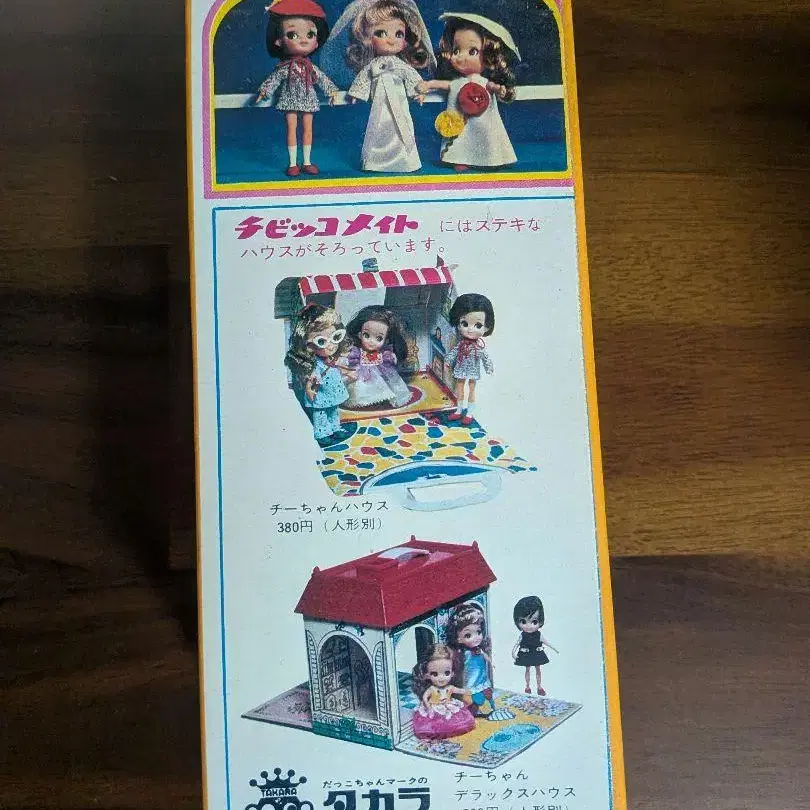 チビッコメイト にはステキな
ハウスがそろっています。
チーちゃんハウス
380円(人形別)
TAKARA
だっこちゃんマークの
タカラ
チーちゃん
デラックスハウス
円(人形別)